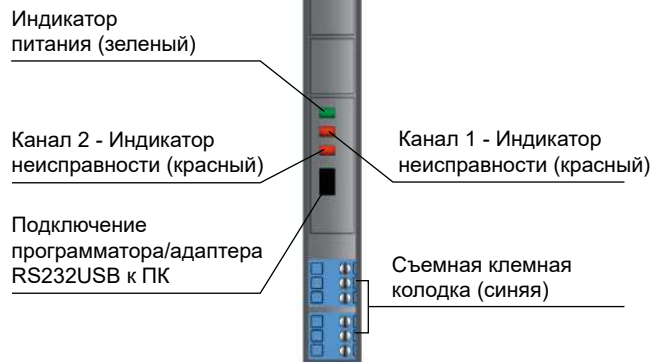 Индикатор
питания (зеленый)
Канал 2 - Индикатор
неисправности (красный)
Канал 1 - Индикатор
неисправности (красный)
Подключение
программатора/адаптера
RS232USB к ПК
Съемная клемная
колодка (синяя)